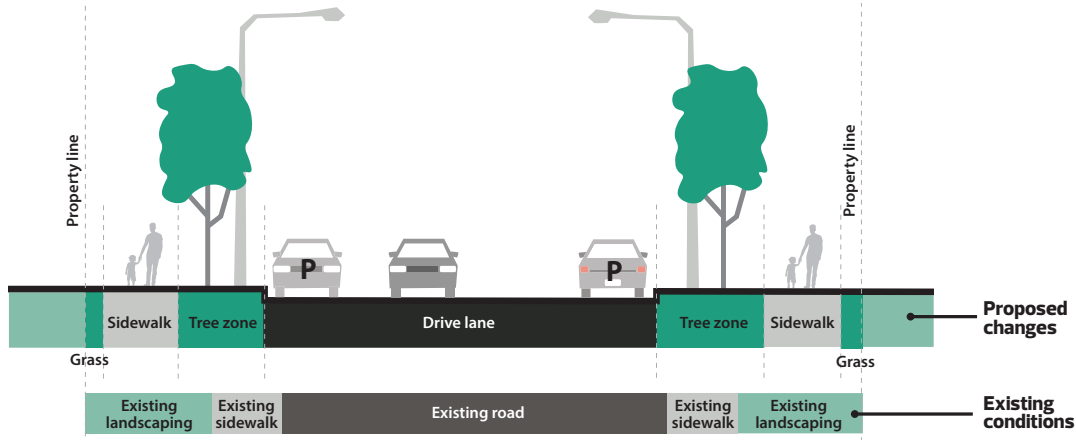 Property line
Property line
P
P
Sidewalk
Tree zone
Drive lane
Tree zone
Sidewalk
Proposed
changes
Grass
Grass
Existing
landscaping
Existing
sidewalk
Existing road
Existing
sidewalk
Existing
landscaping
Existing
conditions